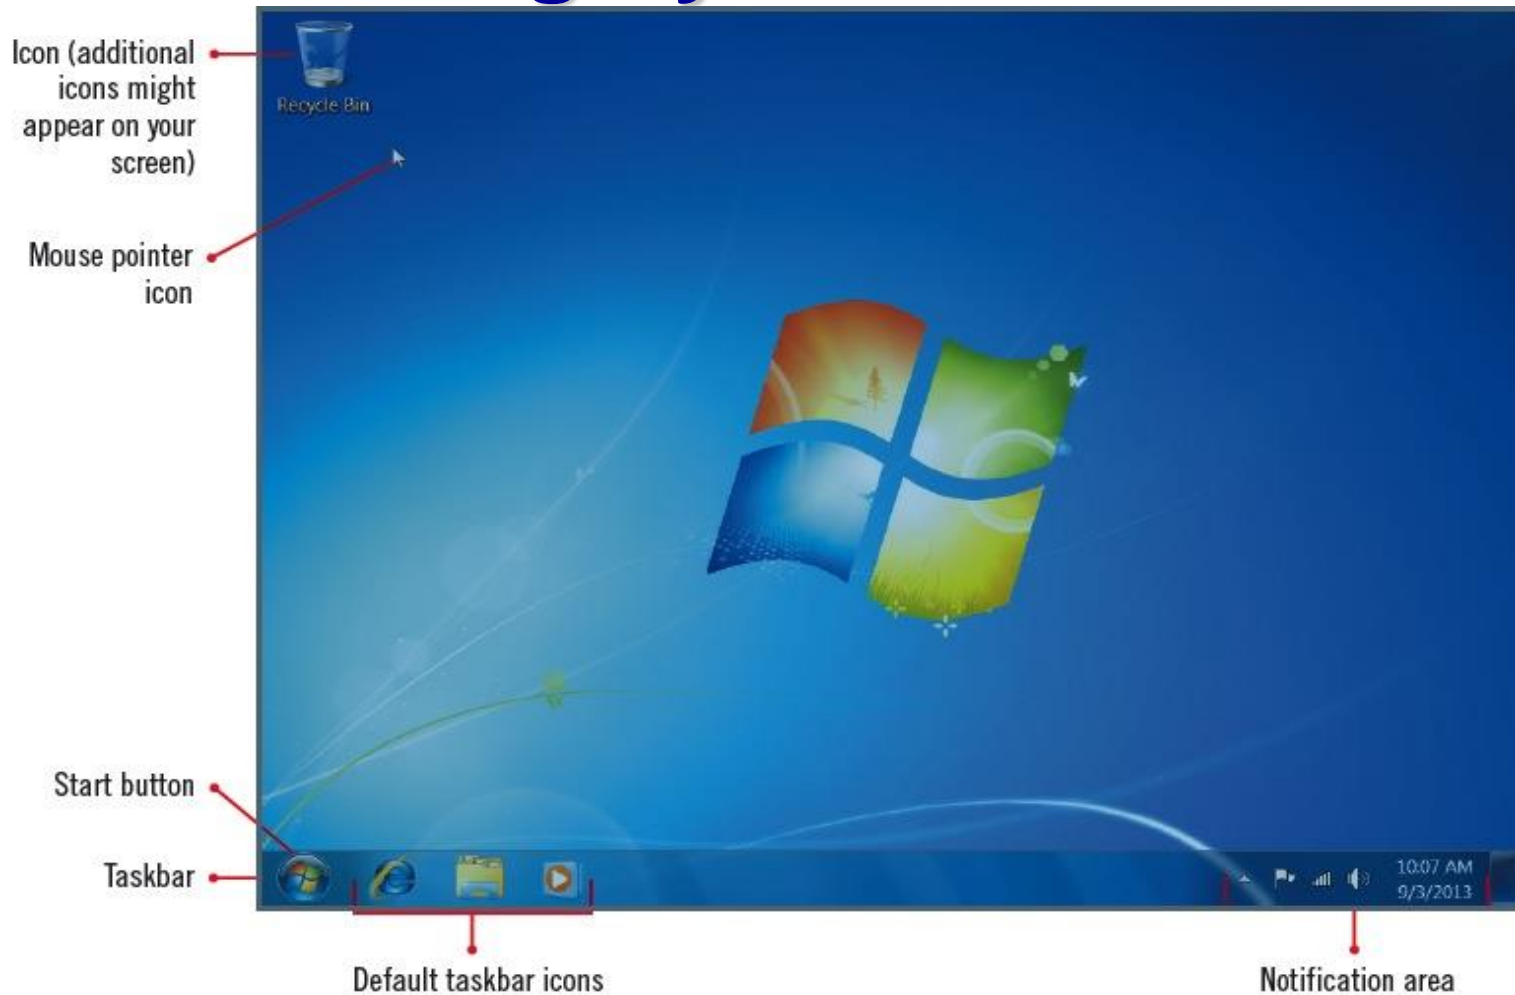 Icon (additional
icons might
appear on your
screen)
Recycle Bin
Mouse pointer
icon
Start button
Taskbar
10:07 AM
9/3/2013
Default taskbar icons
Notification area